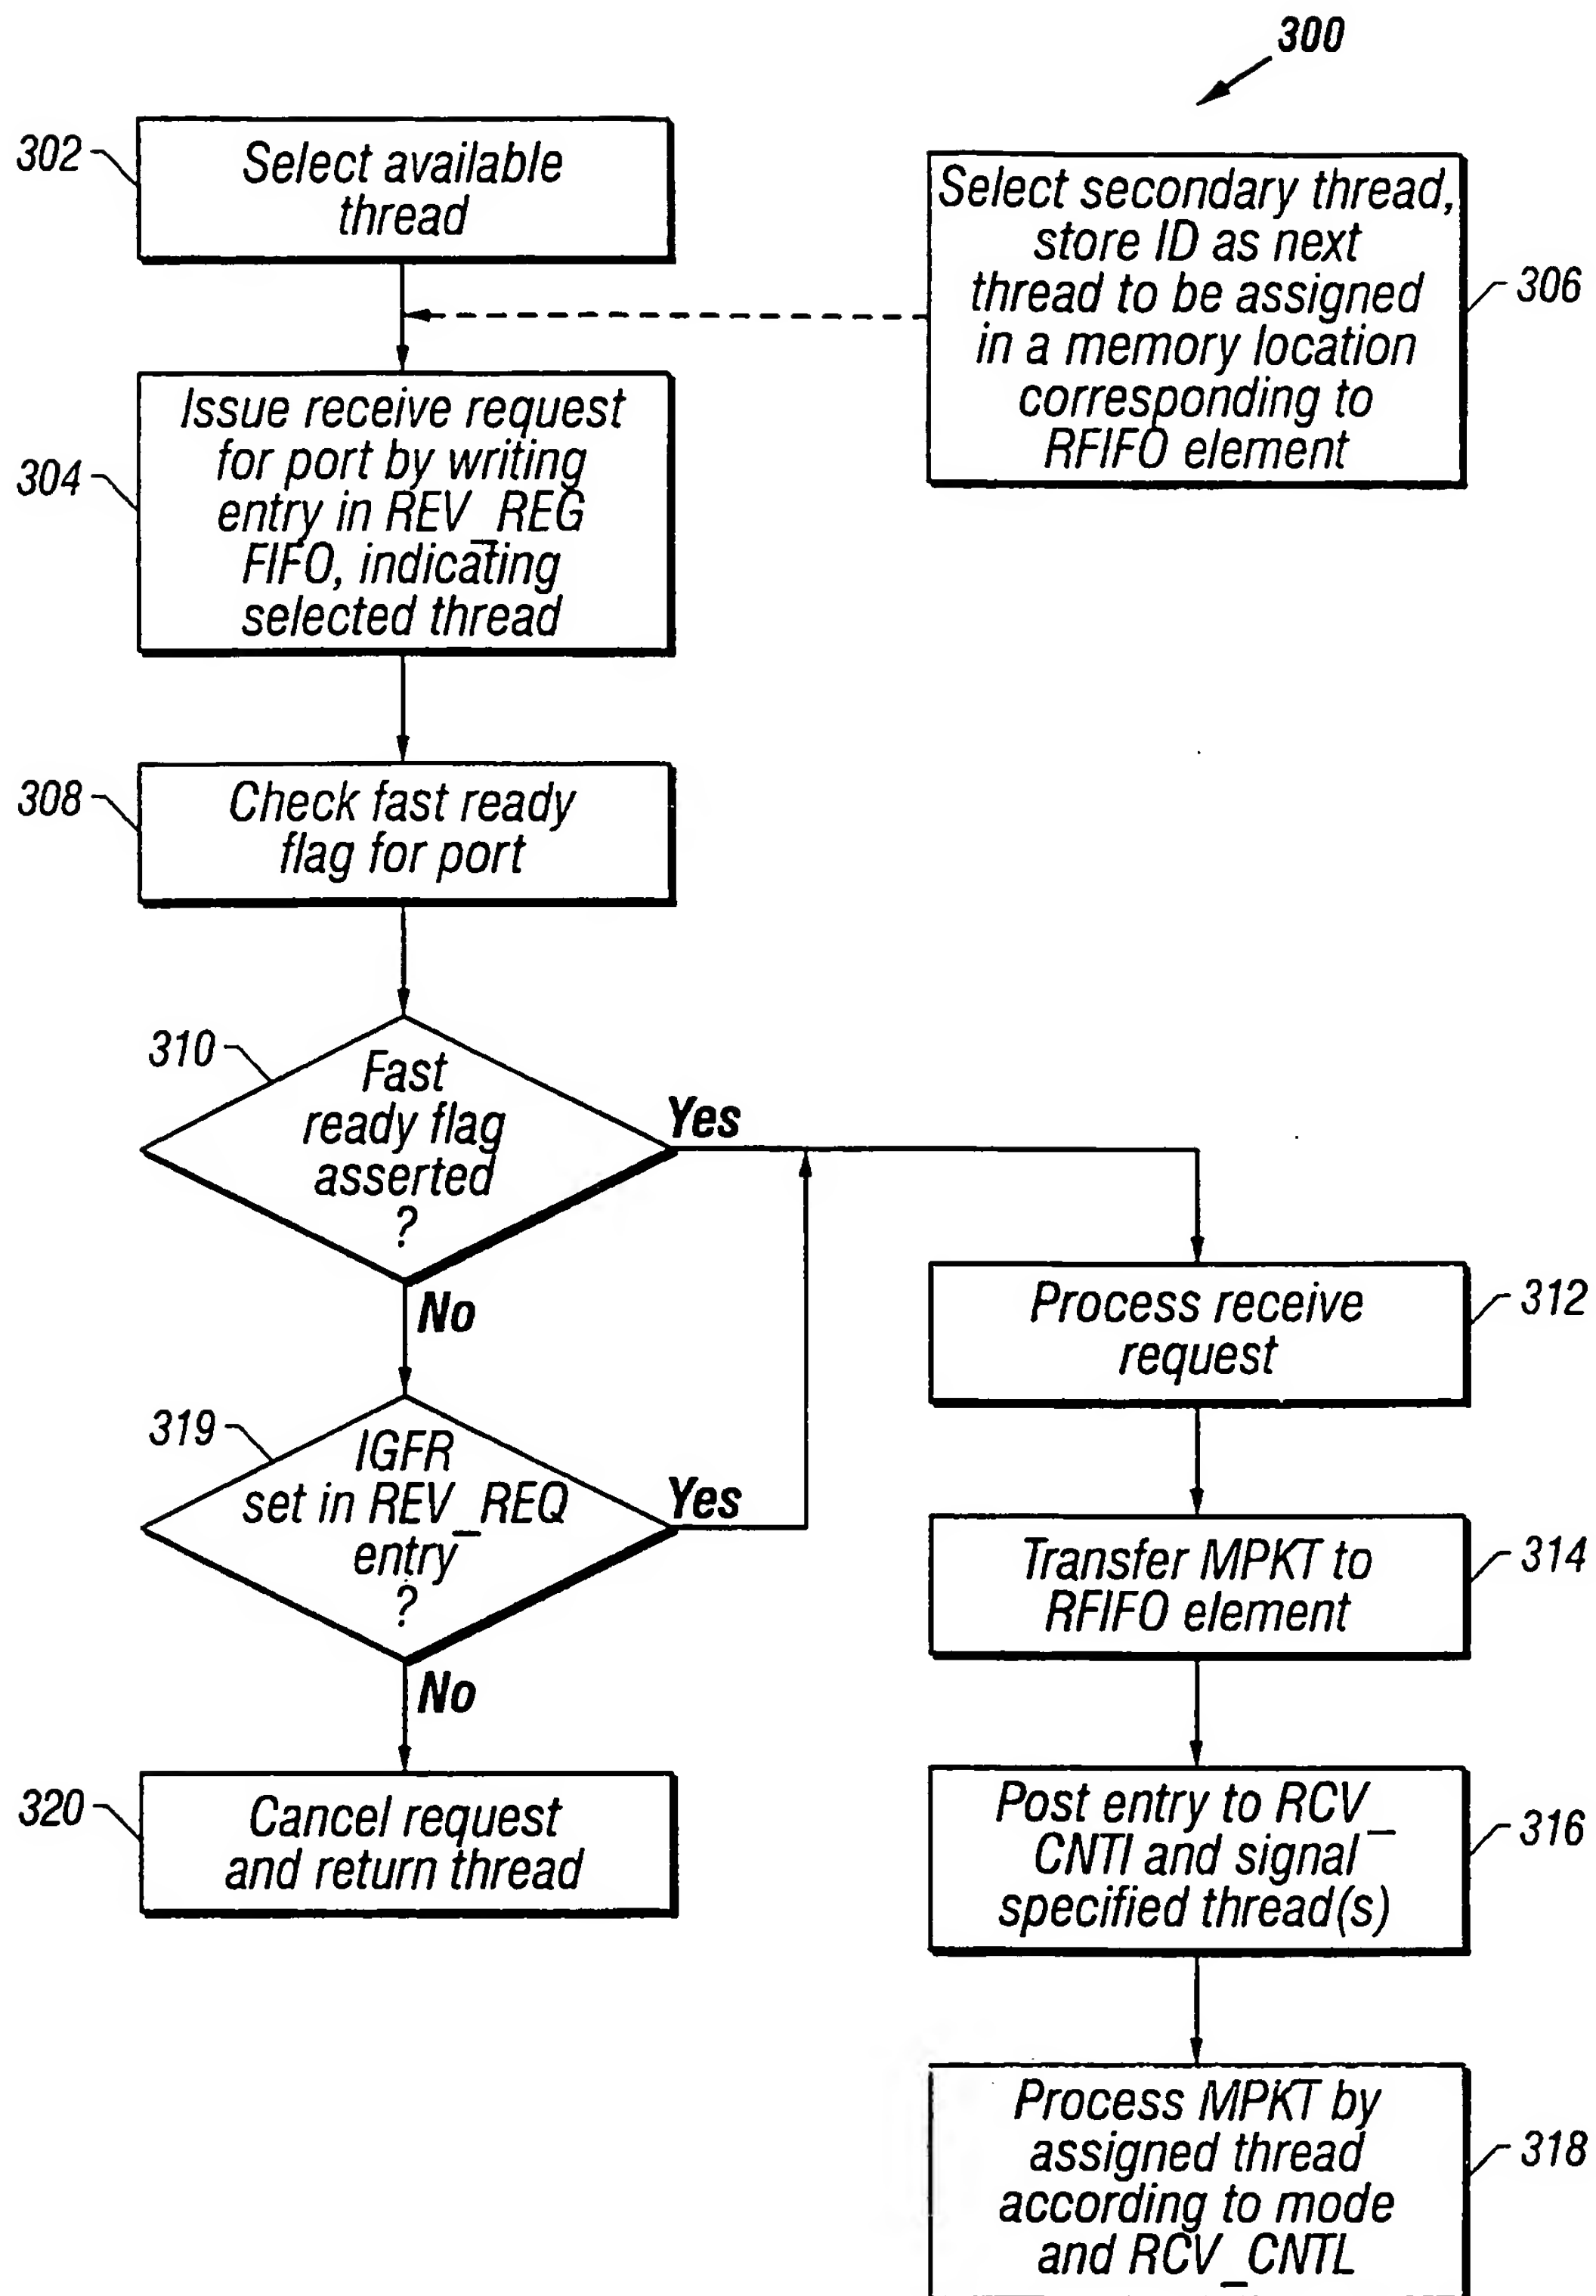 300
302
Select available
thread
Select secondary thread,
store ID as next
thread to be assigned
in a memory location
corresponding to
RFIFO element
306
304
Issue receive request
for port by writing
entry in REV_REG
FIFO, indicating
selected thread
308
Check fast ready
flag for port
310
Fast
ready flag
asserted
?
Yes
No
312
Process receive
request
319
IGFR
set in REV_REQ
entry
?
Yes
No
314
Transfer MPKT to
RFIFO element
320
Cancel request
and return thread
316
Post entry to RCV_
CNTl and signal
specified thread(s)
318
Process MPKT by
assigned thread
according to mode
and RCV_CNTL